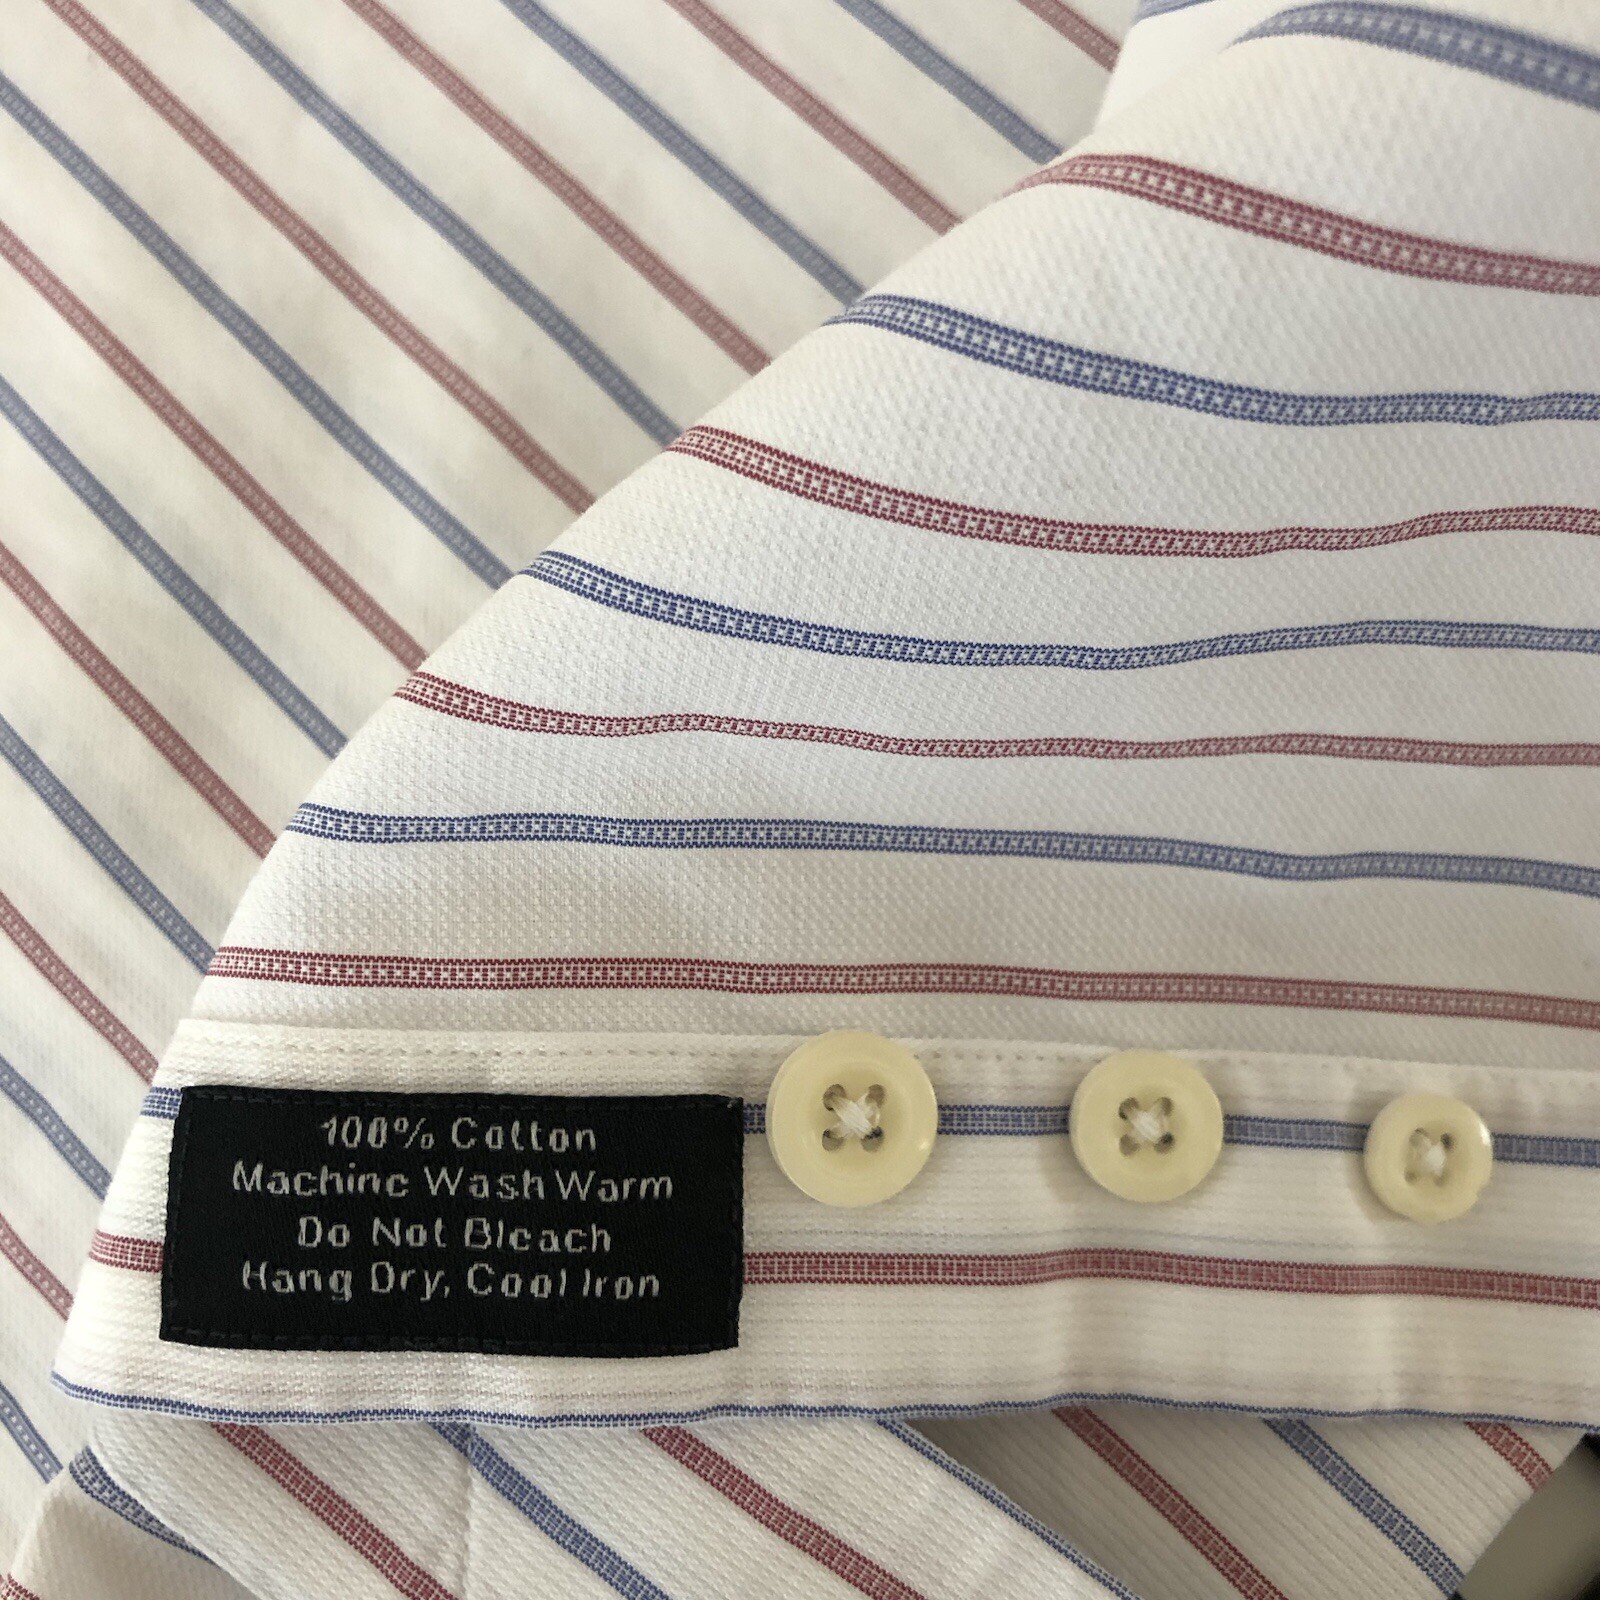 100% Cotton
Machine Wash Warm
Do Not Bleach
Hang Dry, Cool Iron